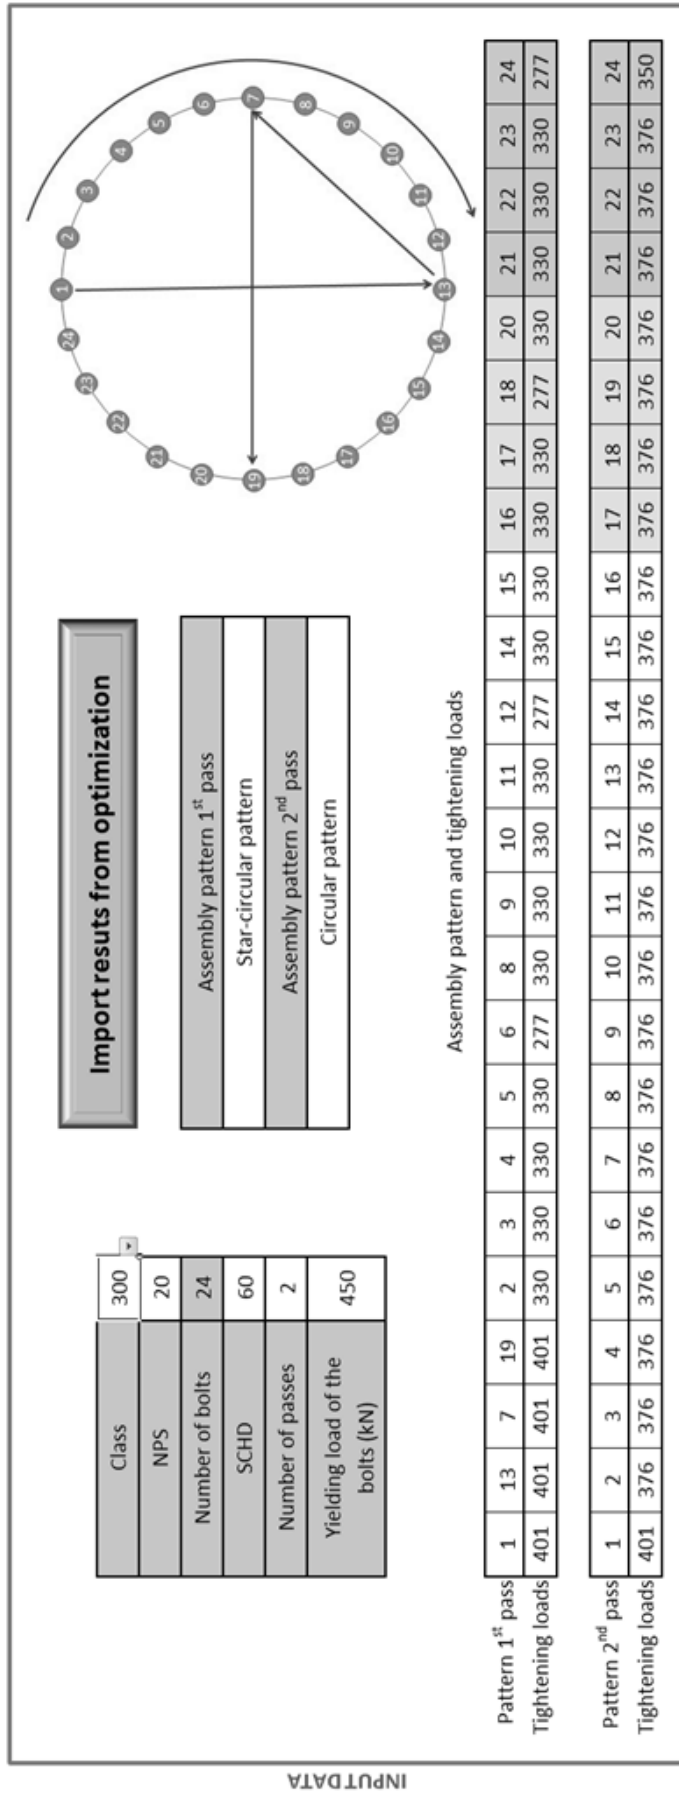 INPUT DATA
Class 300
NPS 20
Number of bolts 24
SCHD 60
Number of passes 2
Yielding load of the
bolts (kN) 450
Import resuts from optimization
Assembly pattern 1st pass
Star-circular pattern
Assembly pattern 2nd pass
Circular pattern
1
2
3
4
5
6
7
8
9
10
11
12
13
14
15
16
17
18
19
20
21
22
23
24
Assembly pattern and tightening loads
Pattern 1st pass 1 13 7 19 2 3 4 5 6 8 9 10 11 12 14 15 16 17 18 20 21 22 23 24
Tightening loads 401 401 401 401 330 330 330 330 277 330 330 330 330 277 330 330 330 330 277 330 330 330 330 277
Pattern 2nd pass 1 2 3 4 5 6 7 8 9 10 11 12 13 14 15 16 17 18 19 20 21 22 23 24
Tightening loads 401 376 376 376 376 376 376 376 376 376 376 376 376 376 376 376 376 376 376 376 376 376 376 350